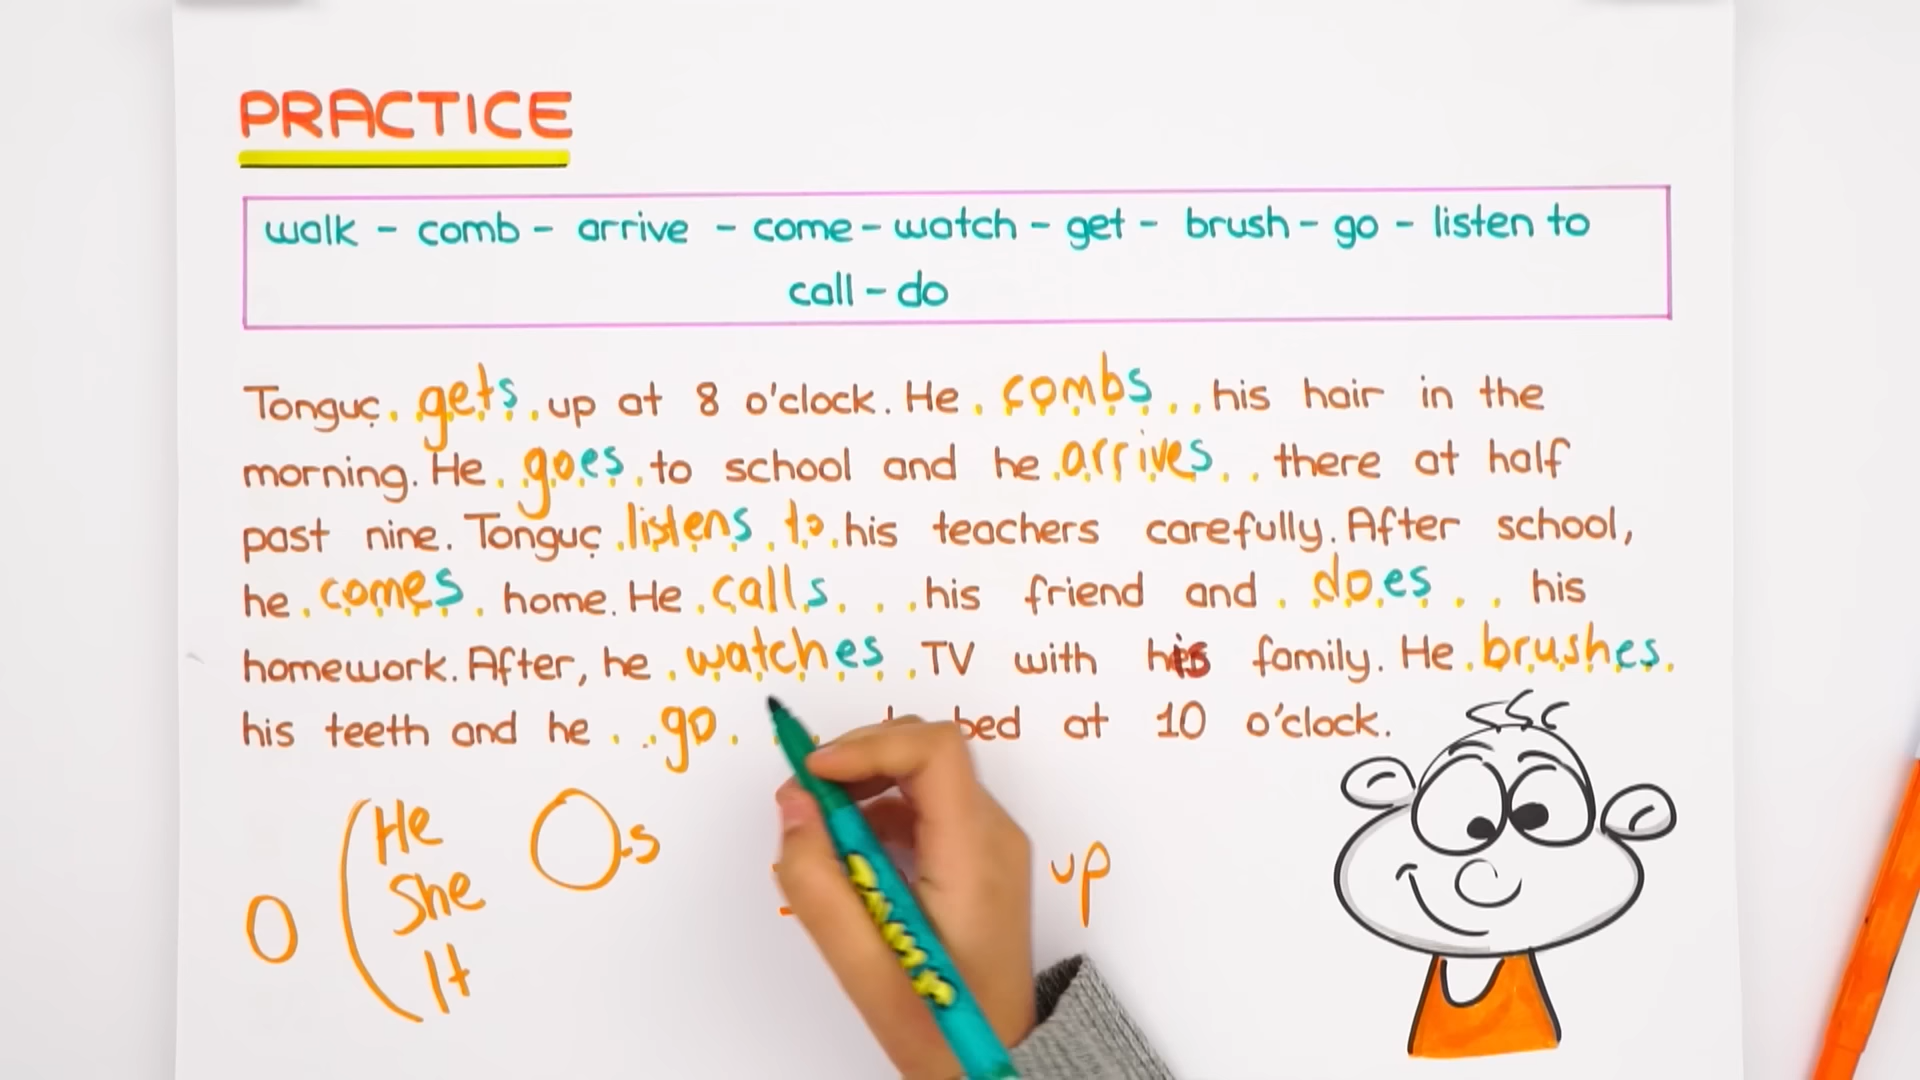 PRACTICE
walk - comb - arrive - come - watch - get - brush - go - listen to
call - do
Tonguç . gets . up at 8 o'clock. He . combs . . his hair in the
morning. He . goes . to school and he . arrives . . there at half
past nine. Tonguç . listens . to . his teachers carefully. After school,
he . comes . home. He . calls . . . his friend and . does . . his
homework. After, he . watches . TV with his family. He . brushes .
his teeth and he . . go . bed at 10 o'clock.
He
She
It
O
O -s
up